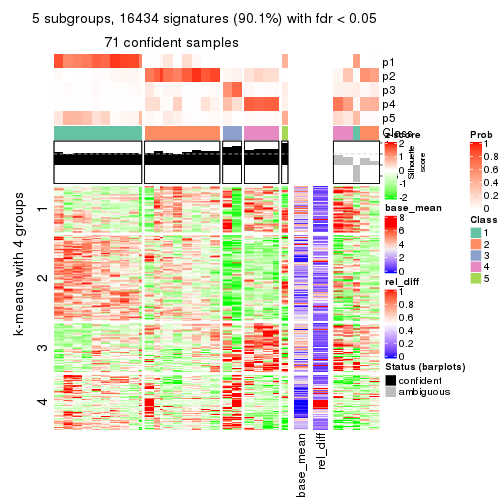 5 subgroups, 16434 signatures (90.1%) with fdr < 0.05
71 confident samples
p1
p2
p3
p4
p5
Class
z-score
2
1
0
-1
-2
Silhouette
score
Prob
1
0.8
0.6
0.4
0.2
0
base_mean
8
6
4
2
0
Class
1
2
3
4
5
rel_diff
1
0.8
0.6
0.4
0.2
0
Status (barplots)
confident
ambiguous
k-means with 4 groups
1
2
3
4
base_mean
rel_diff